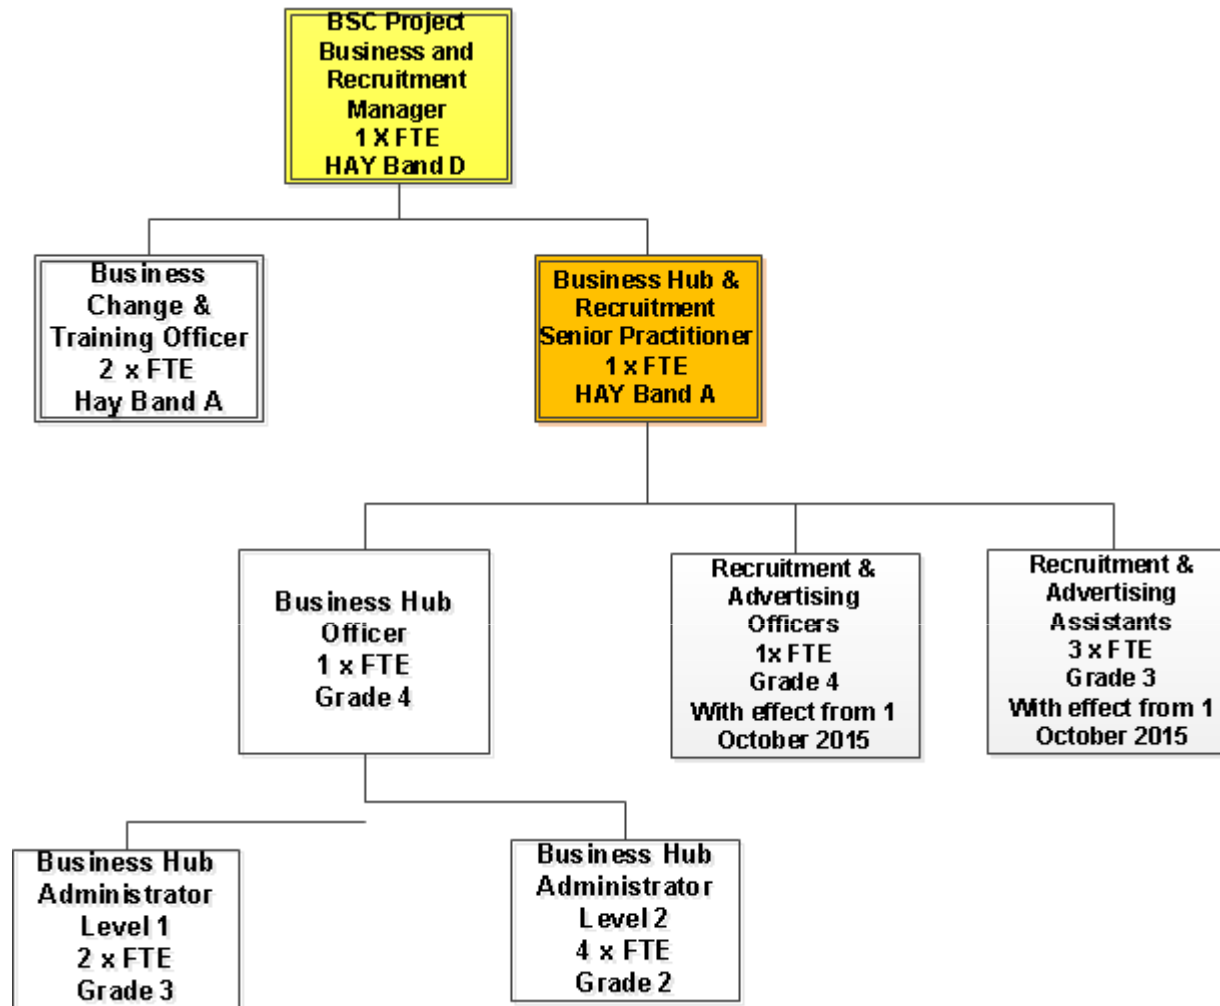 BSC Project
Business and
Recruitment
Manager
1 X FTE
HAY Band D
Business
Change &
Training Officer
2 x FTE
Hay Band A
Business Hub &
Recruitment
Senior Practitioner
1 x FTE
HAY Band A
Business Hub
Officer
1 x FTE
Grade 4
Recruitment &
Advertising
Officers
1x FTE
Grade 4
With effect from 1
October 2015
Recruitment &
Advertising
Assistants
3 x FTE
Grade 3
With effect from 1
October 2015
Business Hub
Administrator
Level 1
2 x FTE
Grade 3
Business Hub
Administrator
Level 2
4 x FTE
Grade 2